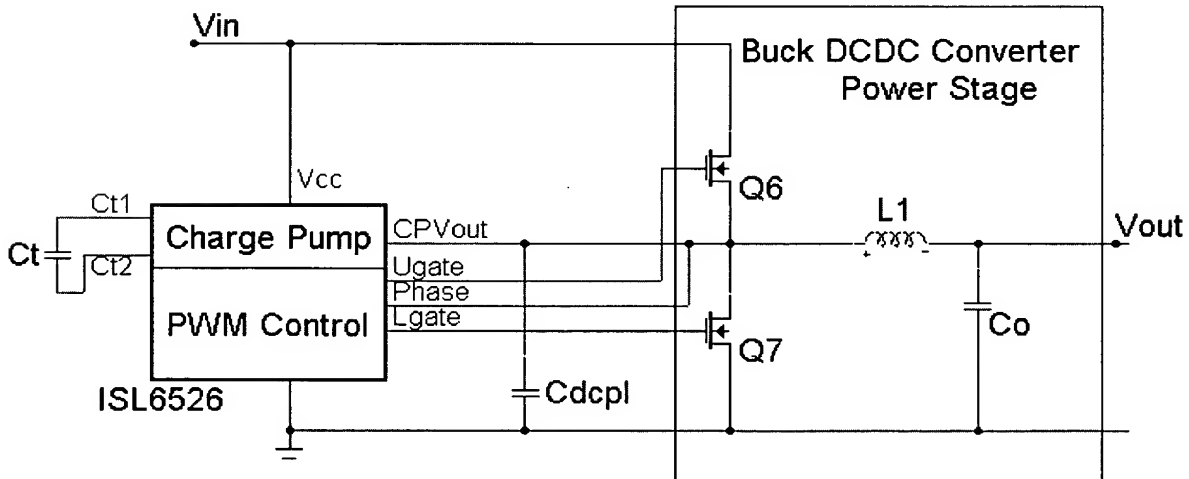 Vin
Buck DCDC Converter
Power Stage
Vcc
Q6
Ct1
L1
Vout
Charge Pump
CPVout
Ct
Ct2
Ugate
Phase
PWM Control
Lgate
Q7
Co
+
-
ISL6526
Cdcpl